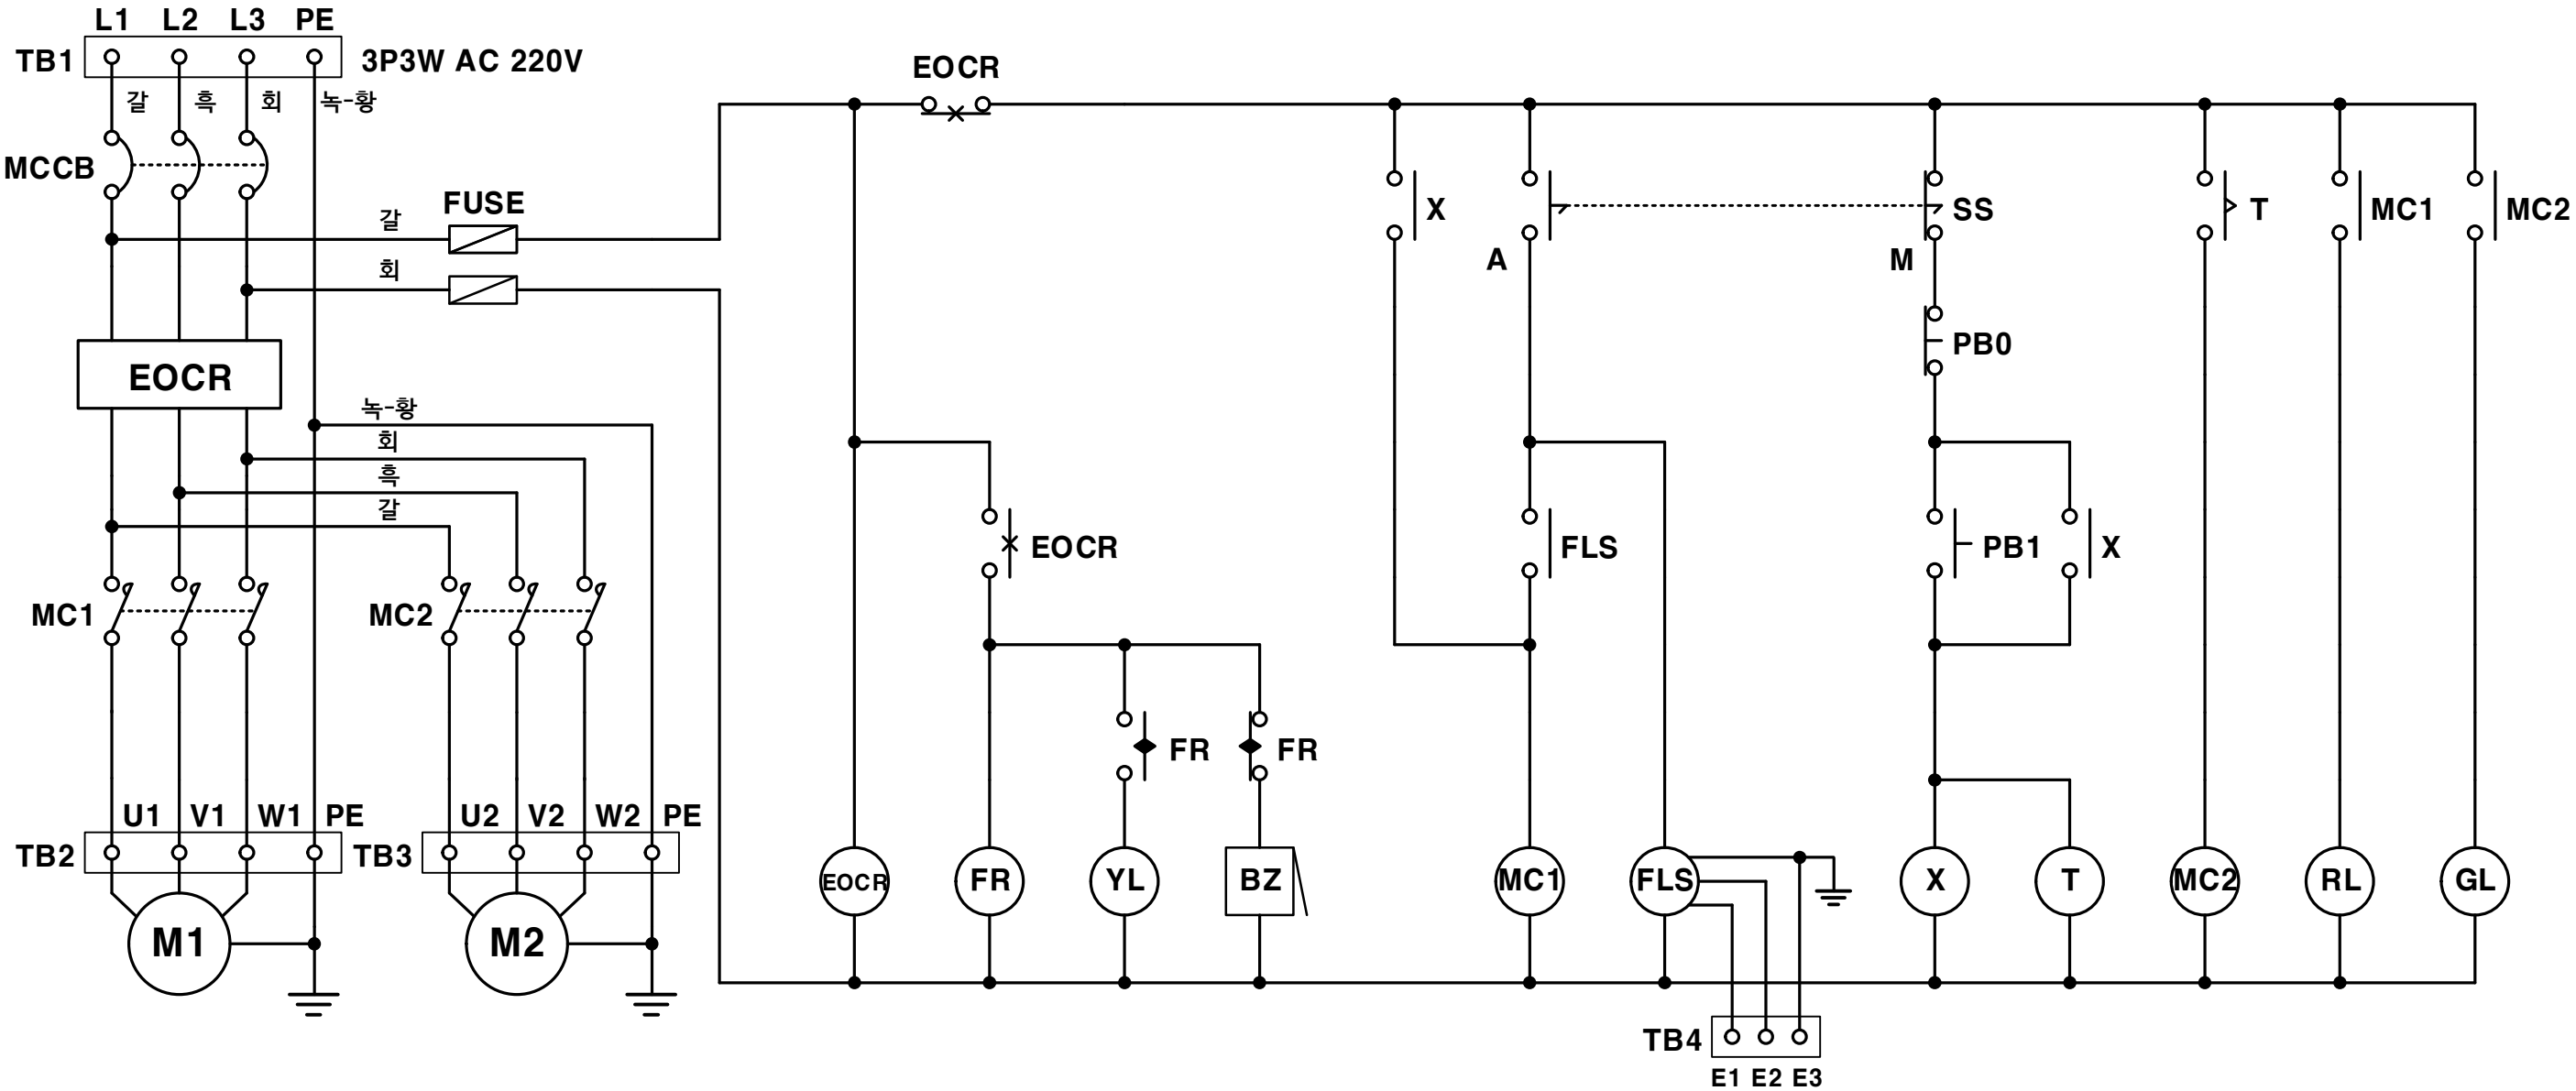 L1 L2 L3 PE
TB1 3P3W AC 220V
갈 흑 회 녹-황
MCCB
갈 FUSE
회
EOCR
녹-황
회
흑
갈
MC1 MC2
U1 V1 W1 PE U2 V2 W2 PE
TB2 TB3
M1 M2
EOCR
X SS T MC1 MC2
A M
PB0
EOCR FLS PB1 X
FR FR
EOCR FR YL BZ MC1 FLS X T MC2 RL GL
TB4
E1 E2 E3